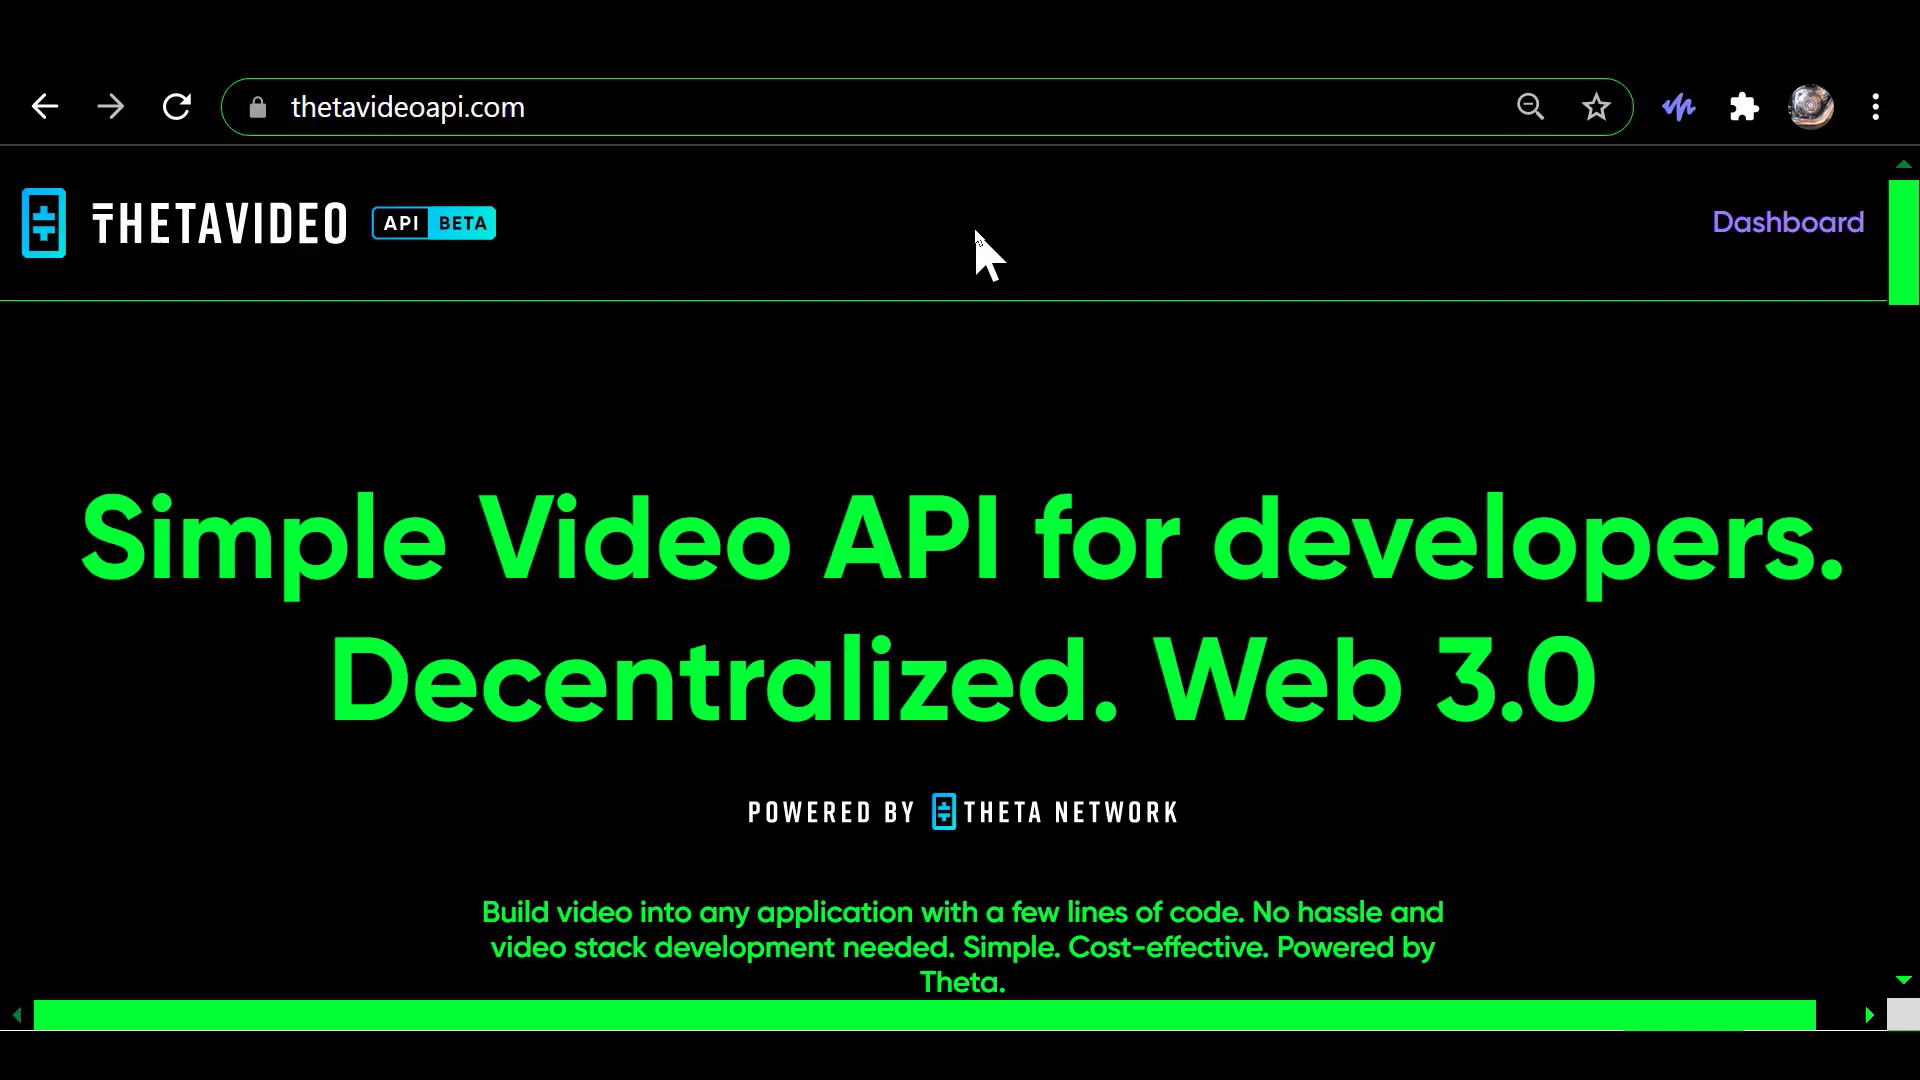 thetavideoapi.com
THETAVIDEO API BETA
Dashboard
Simple Video API for developers.
Decentralized. Web 3.0
POWERED BY THETA NETWORK
Build video into any application with a few lines of code. No hassle and
video stack development needed. Simple. Cost-effective. Powered by
Theta.